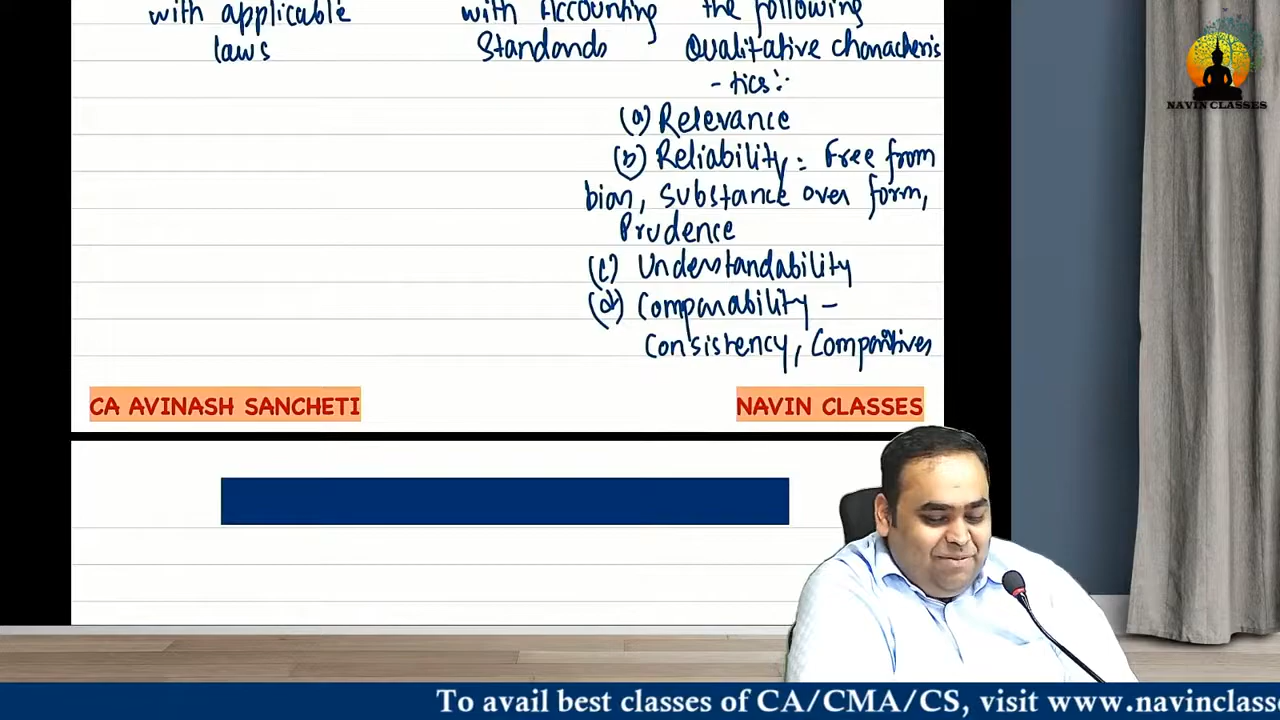 with applicable
laws
with Accounting
Standards
the following
Qualitative characteris
-tics:-
(a) Relevance
(b) Reliability: Free from
bias, Substance over form,
Prudence
(c) Understandability
(d) Comparability -
Consistency, Comparitives
CA AVINASH SANCHETI
NAVIN CLASSES
NAVIN CLASSES
To avail best classes of CA/CMA/CS, visit www.navinclass